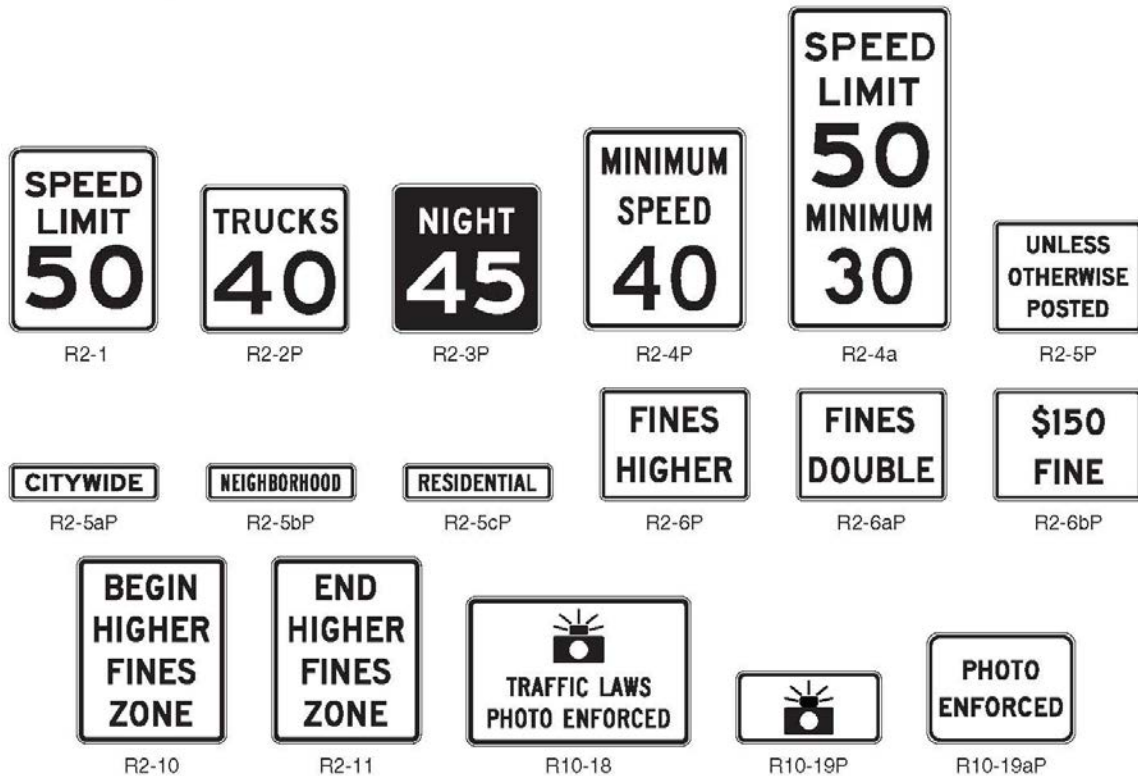 SPEED
LIMIT
50
R2-1
TRUCKS
40
R2-2P
NIGHT
45
R2-3P
MINIMUM
SPEED
40
R2-4P
SPEED
LIMIT
50
MINIMUM
30
R2-4a
UNLESS
OTHERWISE
POSTED
R2-5P
CITYWIDE
R2-5aP
NEIGHBORHOOD
R2-5bP
RESIDENTIAL
R2-5cP
FINES
HIGHER
R2-6P
FINES
DOUBLE
R2-6aP
$150
FINE
R2-6bP
BEGIN
HIGHER
FINES
ZONE
R2-10
END
HIGHER
FINES
ZONE
R2-11
TRAFFIC LAWS
PHOTO ENFORCED
R10-18
R10-19P
PHOTO
ENFORCED
R10-19aP